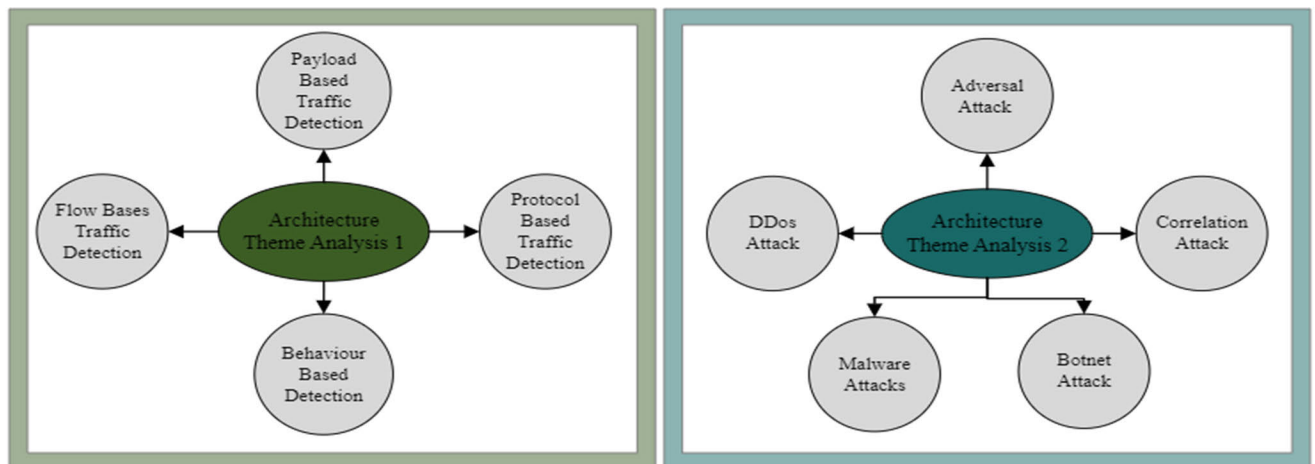 Payload
Based
Traffic
Detection
Flow Bases
Traffic
Detection
Architecture
Theme Analysis 1
Protocol
Based
Traffic
Detection
Behaviour
Based
Detection
Adversal
Attack
DDos
Attack
Architecture
Theme Analysis 2
Correlation
Attack
Malware
Attacks
Botnet
Attack